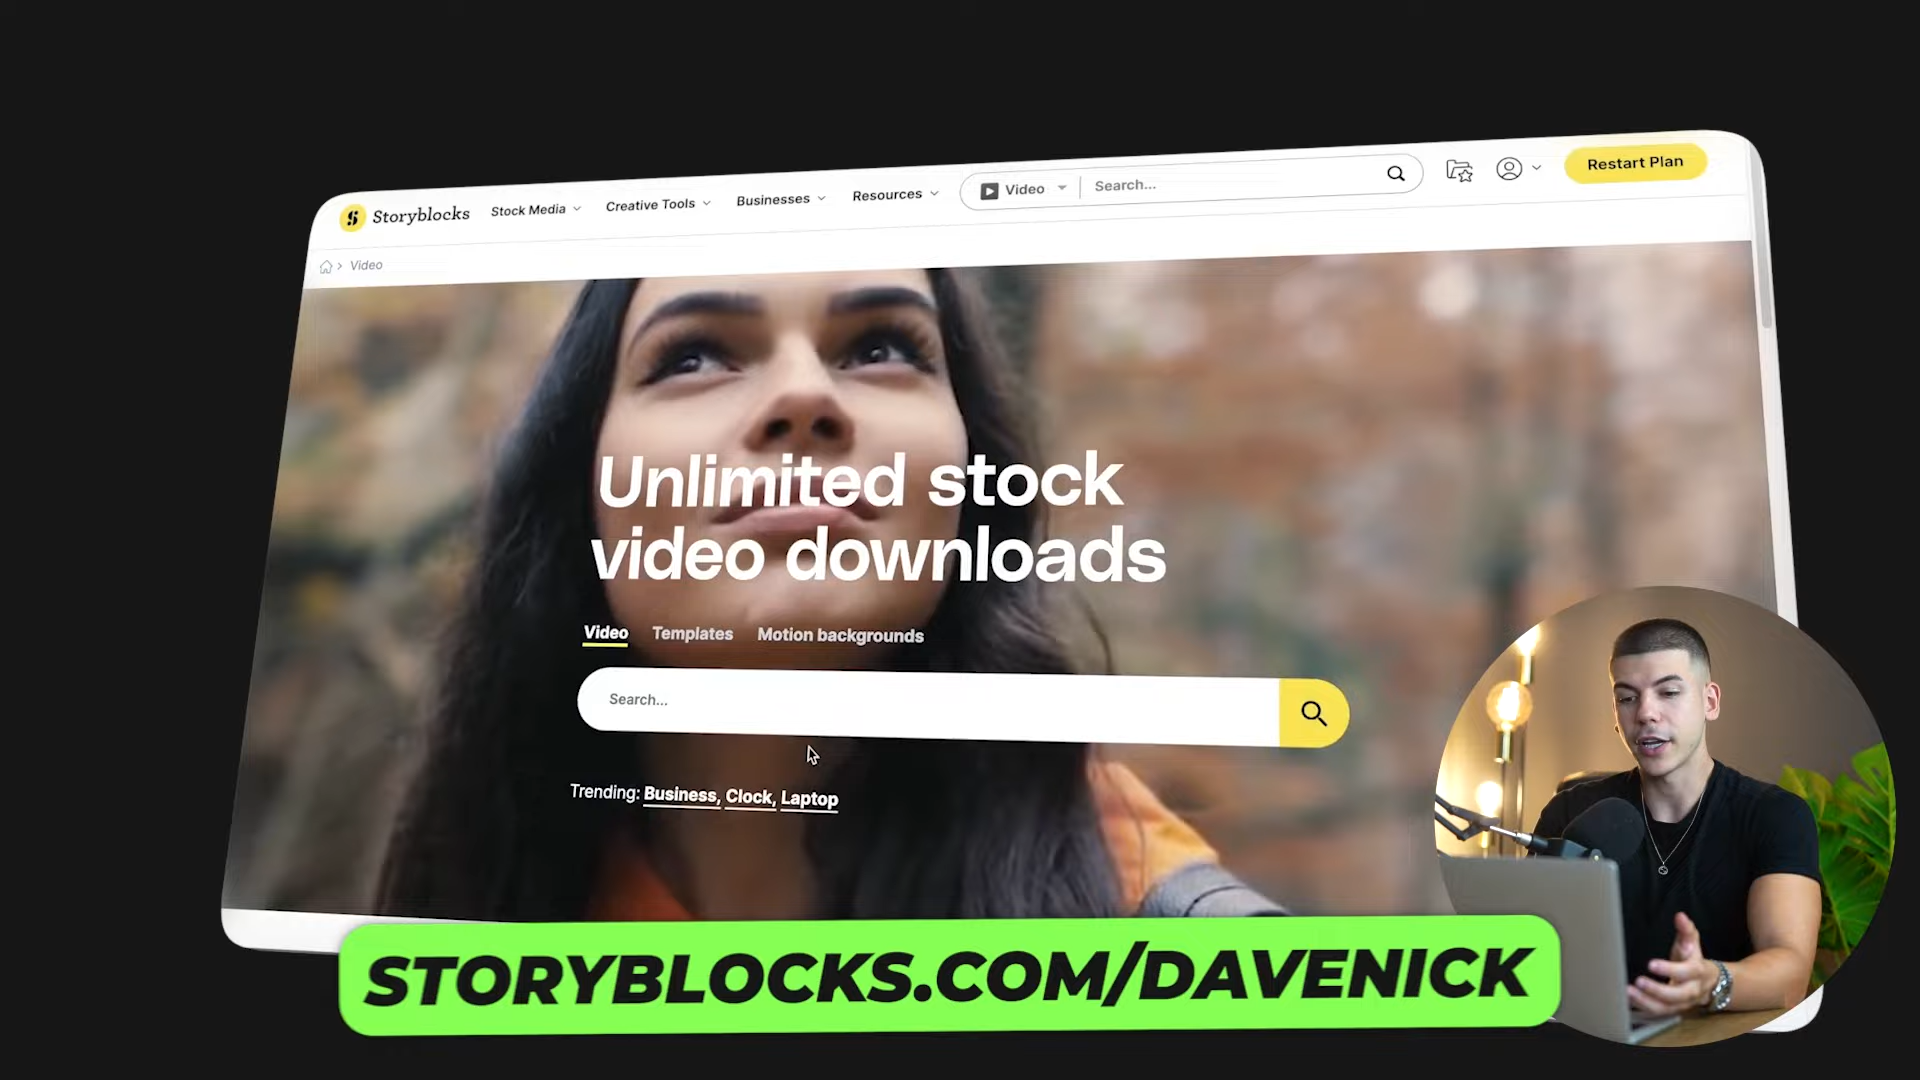 Storyblocks
Stock Media
Creative Tools
Businesses
Resources
Video
Search...
Restart Plan
Video
Unlimited stock
video downloads
Video Templates Motion backgrounds
Search...
Trending: Business, Clock, Laptop
STORYBLOCKS.COM/DAVENICK